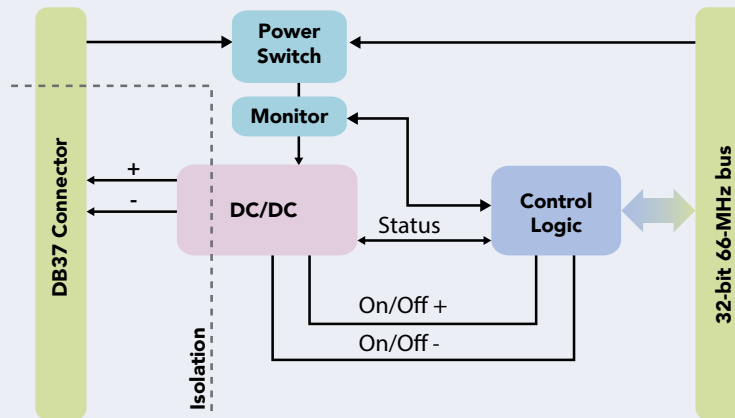 Power
Switch
Monitor
+
-
DC/DC
Status
Control
Logic
On/Off +
On/Off -
DB37 Connector
Isolation
32-bit 66-MHz bus